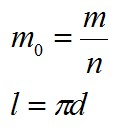 m₀ = m/n
l = πd